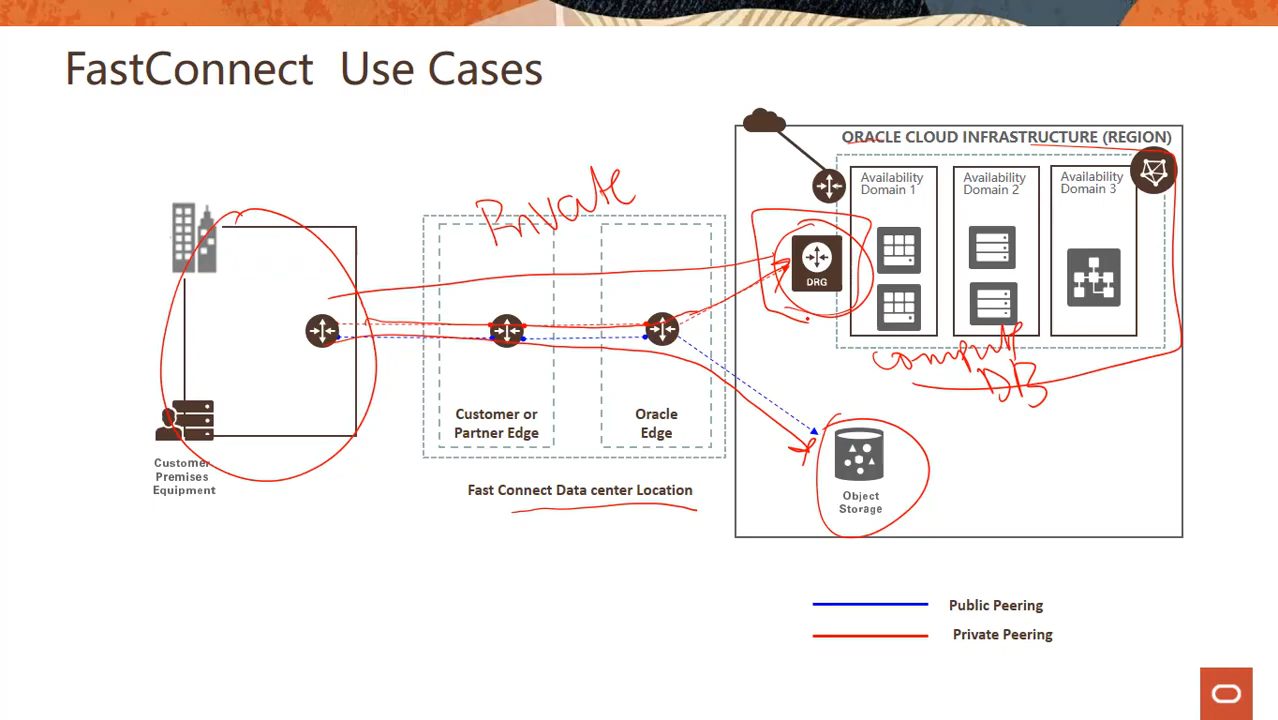 FastConnect Use Cases
ORACLE CLOUD INFRASTRUCTURE (REGION)
Availability
Domain 1
Availability
Domain 2
Availability
Domain 3
Private
DRG
compute
DB
Customer or
Partner Edge
Oracle
Edge
Customer
Premises
Equipment
Fast Connect Data center Location
Object
Storage
Public Peering
Private Peering